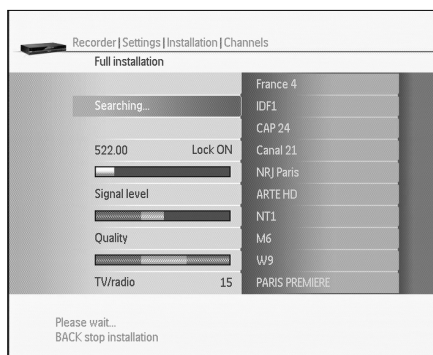 Recorder | Settings | Installation | Channels
Full installation
Searching...
522.00 Lock ON
Signal level
Quality
TV/radio 15
France 4
IDF1
CAP 24
Canal 21
NRJ Paris
ARTE HD
NT1
M6
W9
PARIS PREMIERE
Please wait...
BACK stop installation